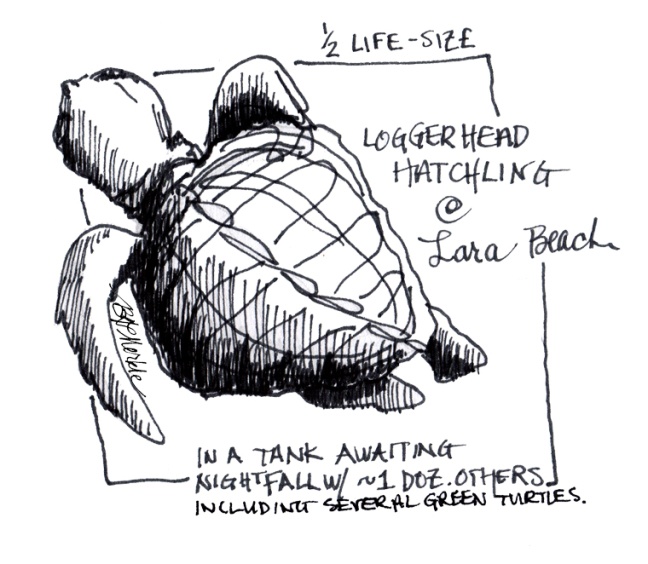 ½ LIFE-SIZE
LOGGERHEAD
HATCHLING
@
Lara Beach
IN A TANK AWAITING
NIGHTFALL W/ ~1 DOZ. OTHERS
INCLUDING SEVERAL GREEN TURTLES.